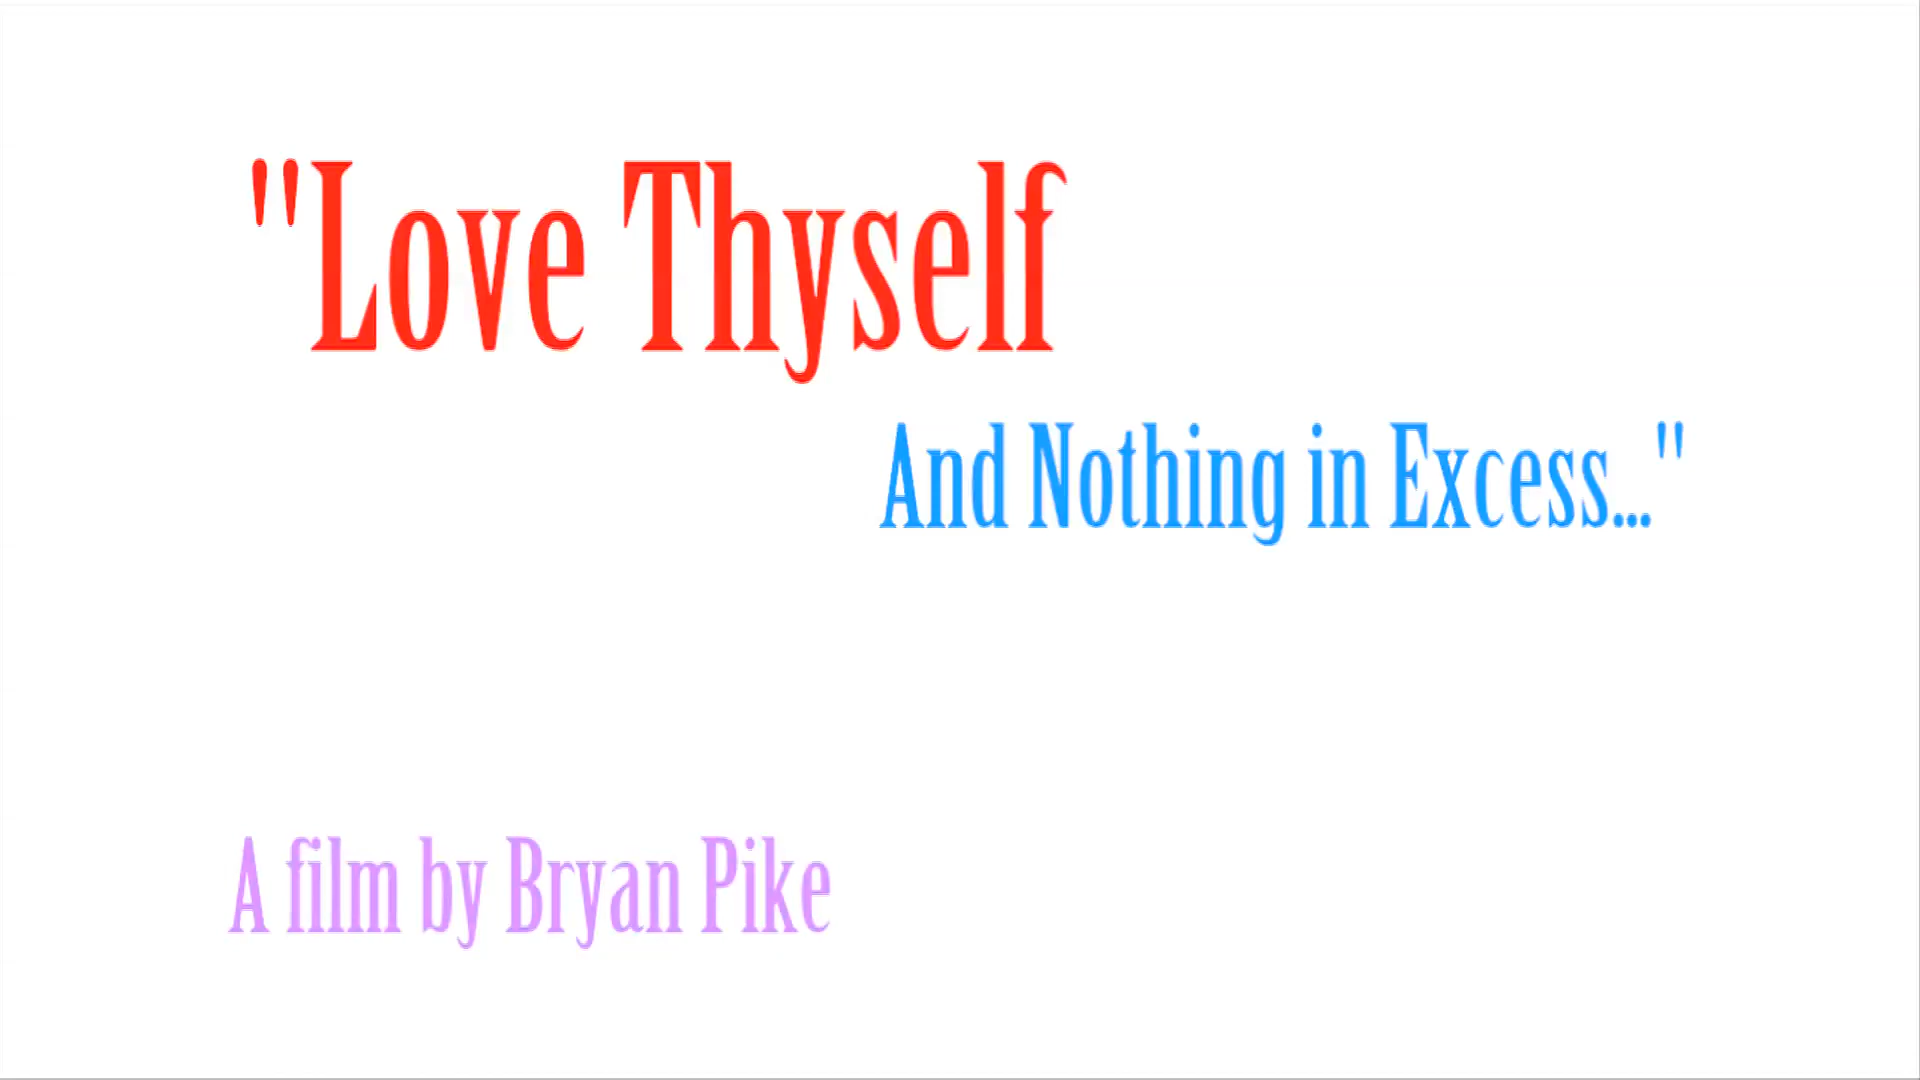 "Love Thyself
And Nothing in Excess..."
A film by Bryan Pike